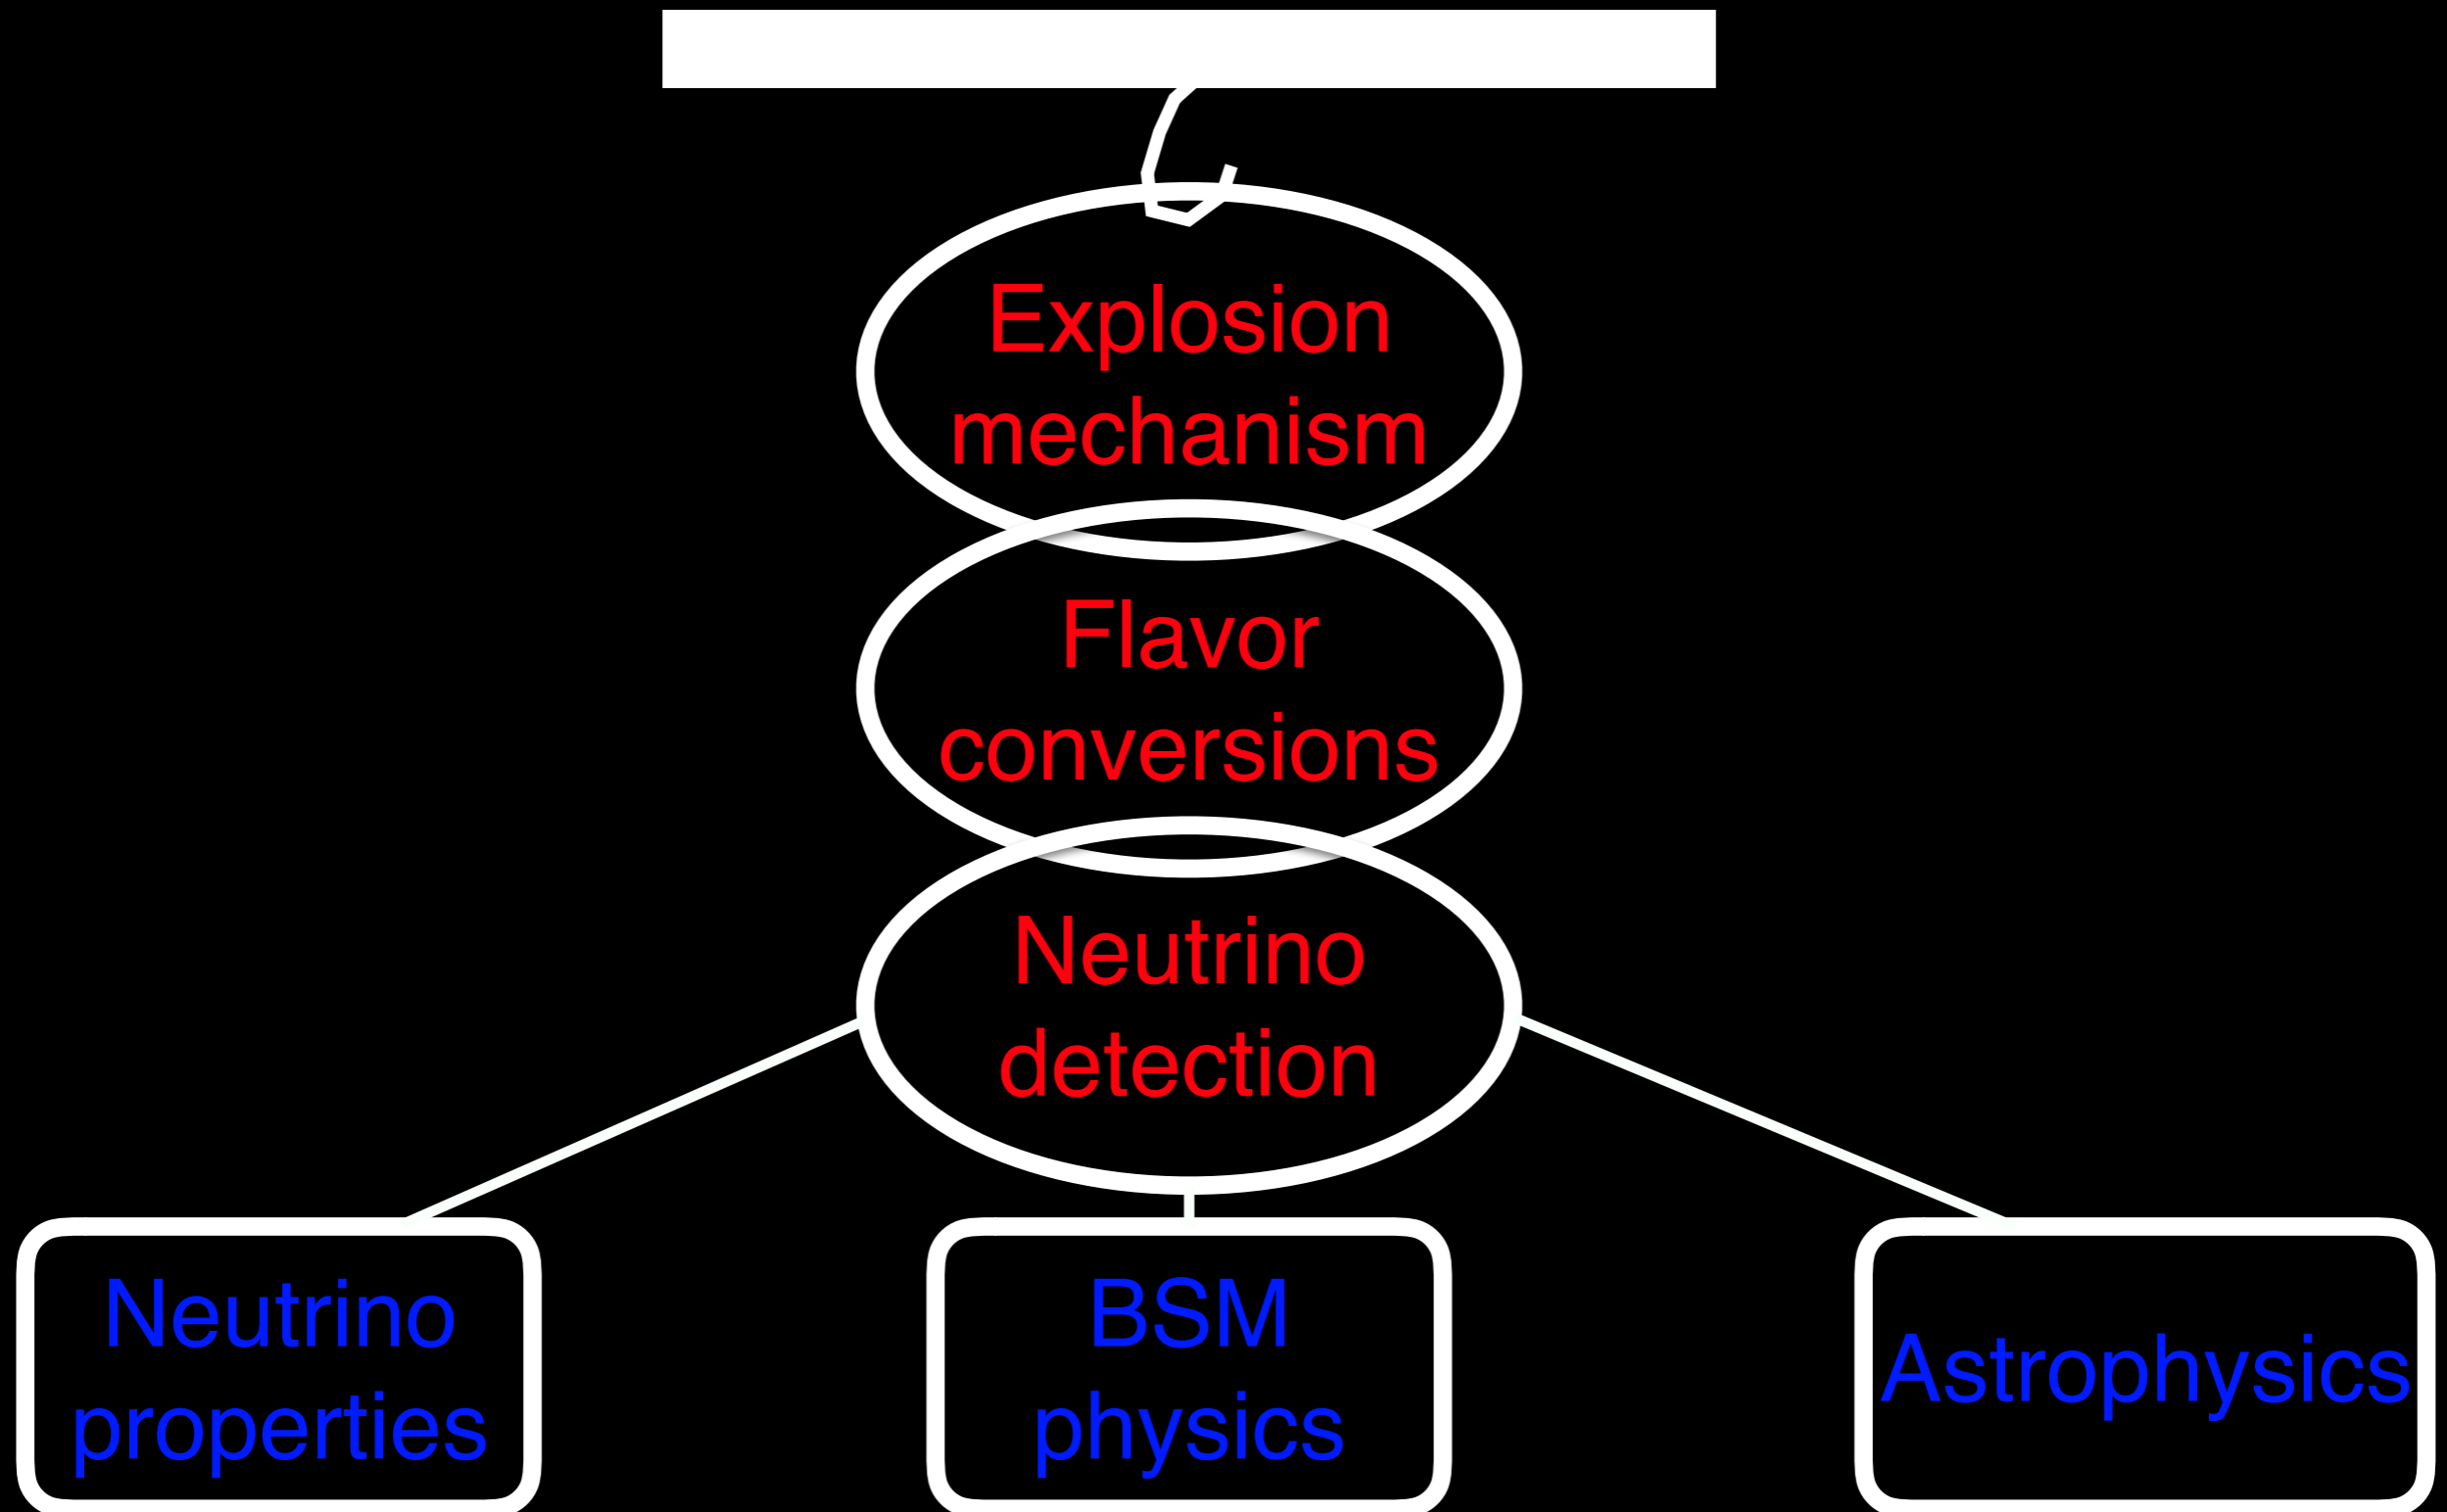 Explosion
mechanism
Flavor
conversions
Neutrino
detection
Neutrino
properties
BSM
physics
Astrophysics